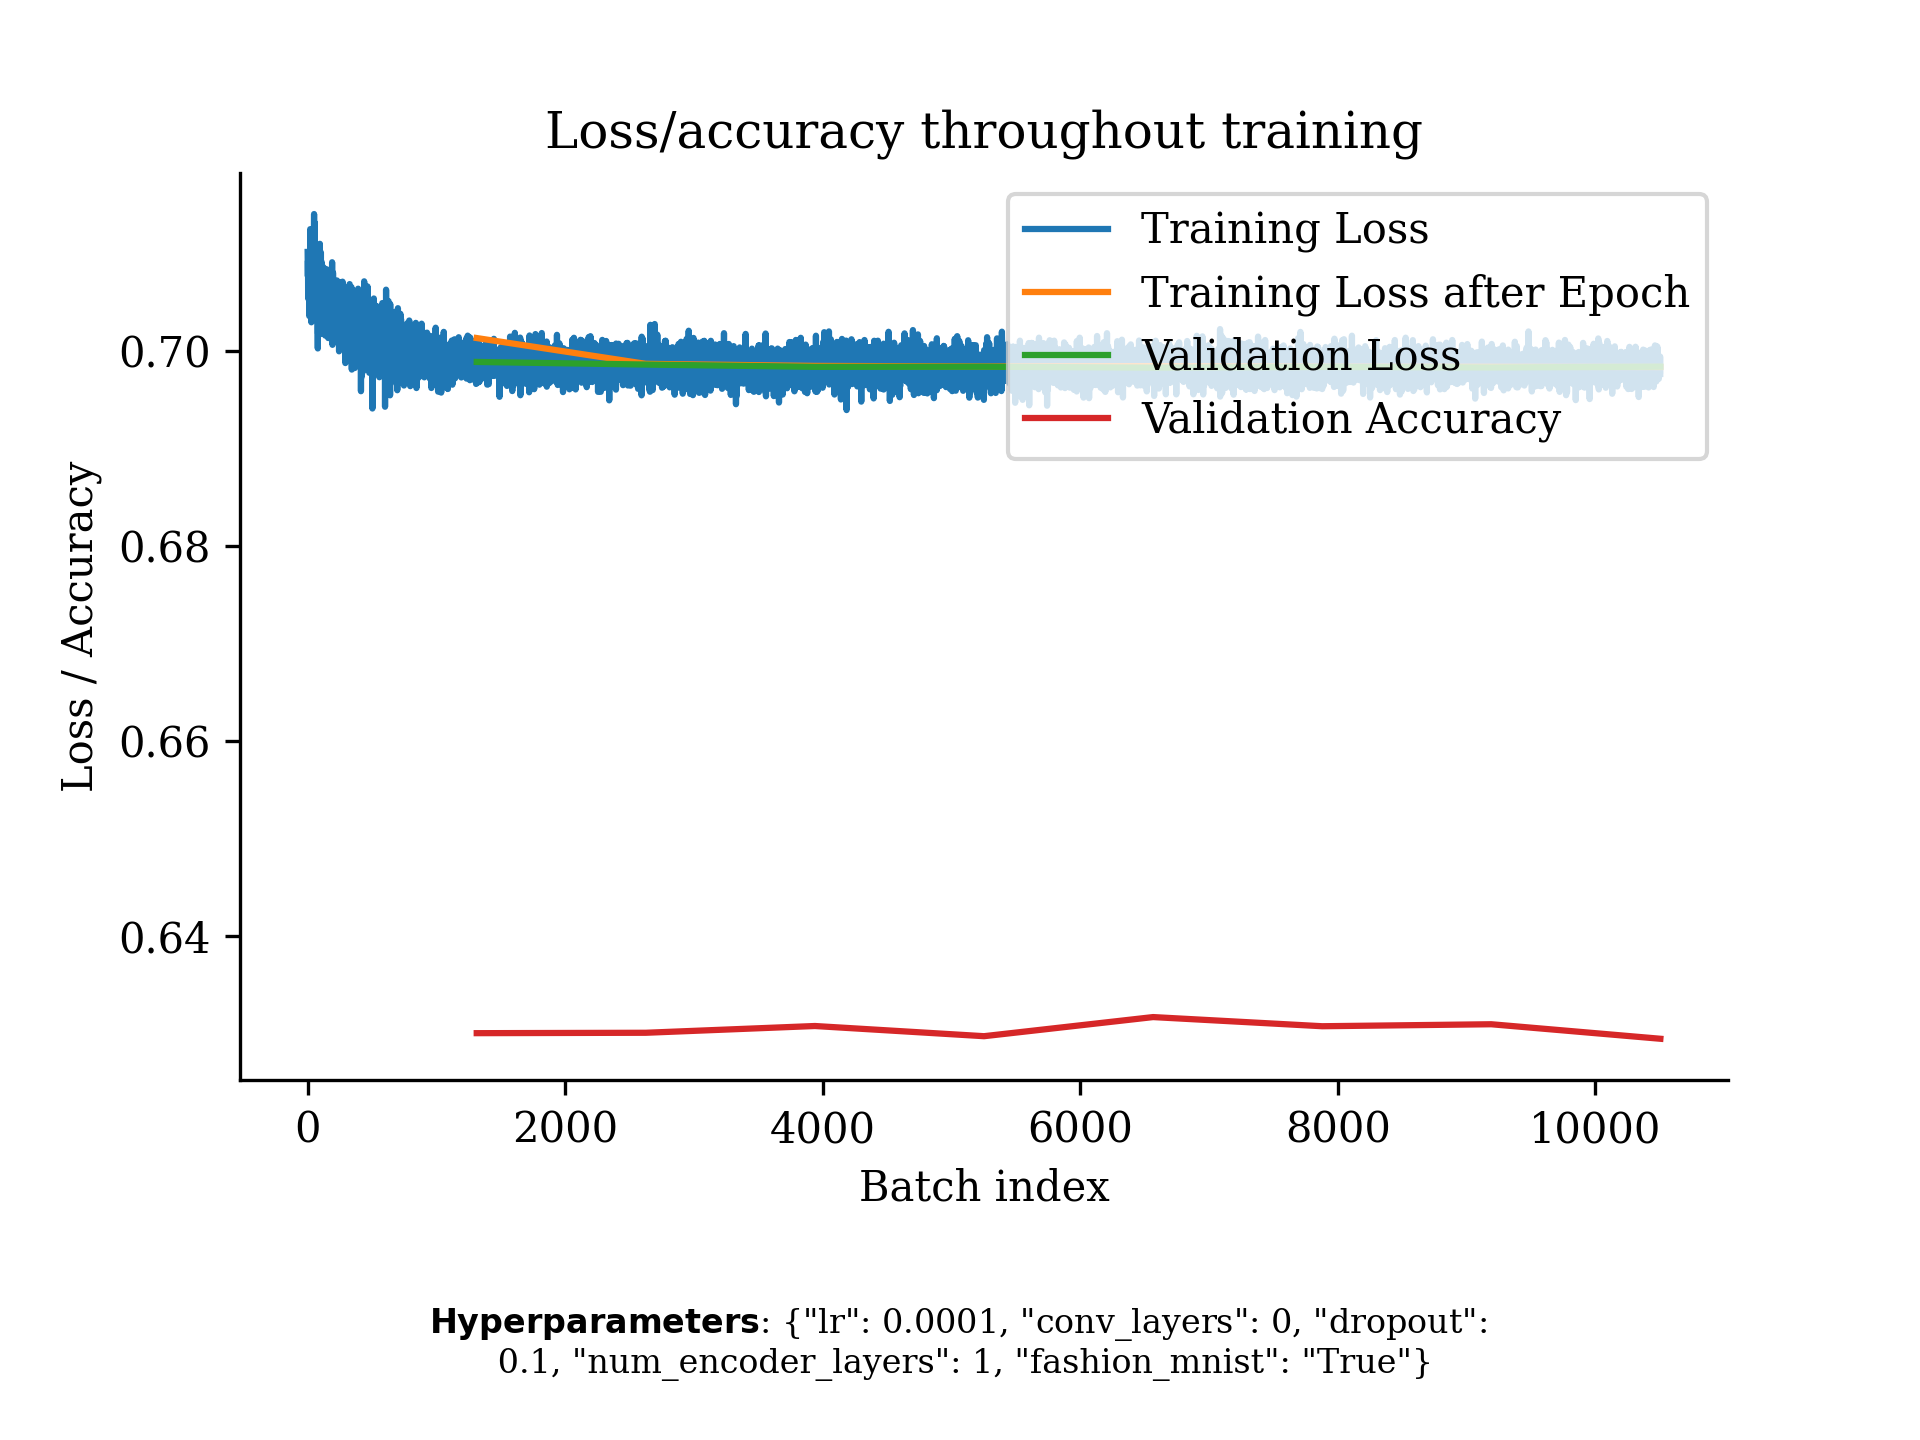 Loss/accuracy throughout training
Training Loss
Training Loss after Epoch
Validation Loss
Validation Accuracy
Loss / Accuracy
0.70
0.68
0.66
0.64
0
2000
4000
6000
8000
10000
Batch index
Hyperparameters: {"lr": 0.0001, "conv_layers": 0, "dropout":
0.1, "num_encoder_layers": 1, "fashion_mnist": "True"}